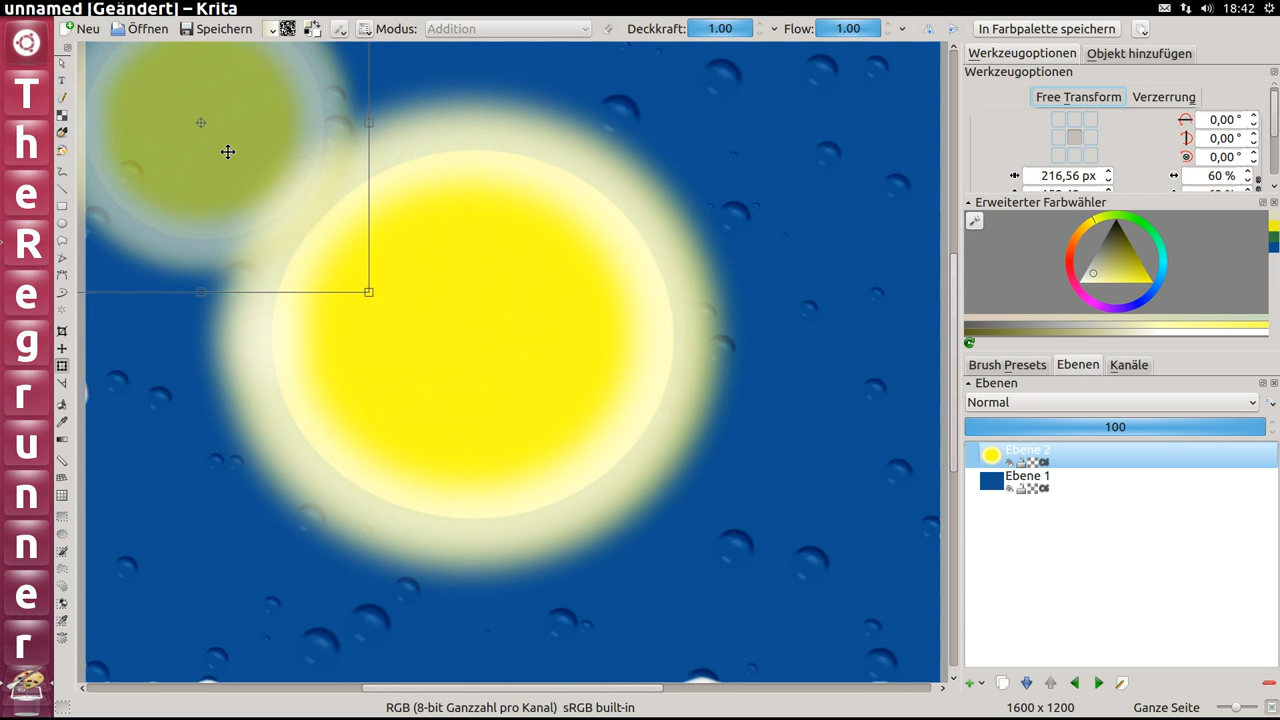 unnamed [Geändert] – Krita
18:42
Neu Öffnen Speichern Modus: Addition Deckkraft: 1.00 Flow: 1.00 In Farbpalette speichern
Werkzeugoptionen Objekt hinzufügen
Werkzeugoptionen
Free Transform Verzerrung
0,00 °
0,00 °
0,00 °
216,56 px 60 %
Erweiterter Farbwähler
Brush Presets Ebenen Kanäle
Ebenen
Normal
100
Ebene 2
Ebene 1
T
h
e
R
e
g
r
u
n
n
e
r
RGB (8-bit Ganzzahl pro Kanal) sRGB built-in 1600 x 1200 Ganze Seite